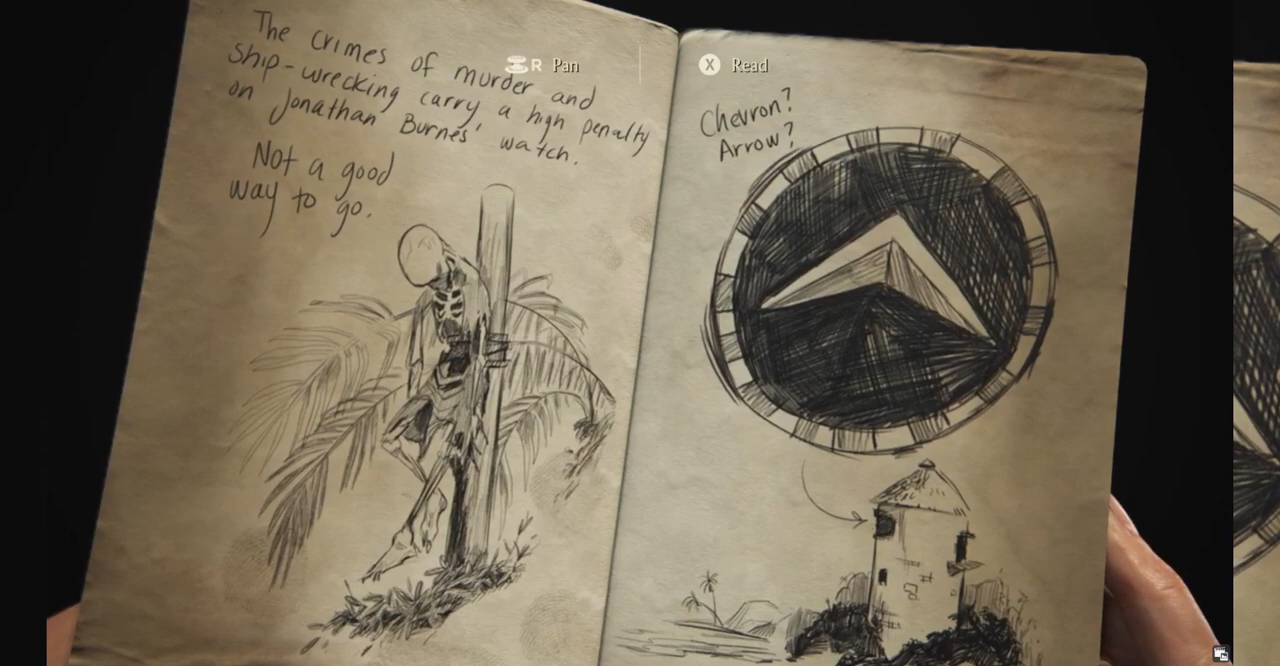 The crimes of murder and
ship-wrecking carry a high penalty
on Jonathan Burnes' watch.
Not a good
way to go.
R Pan
X Read
Chevron?
Arrow?